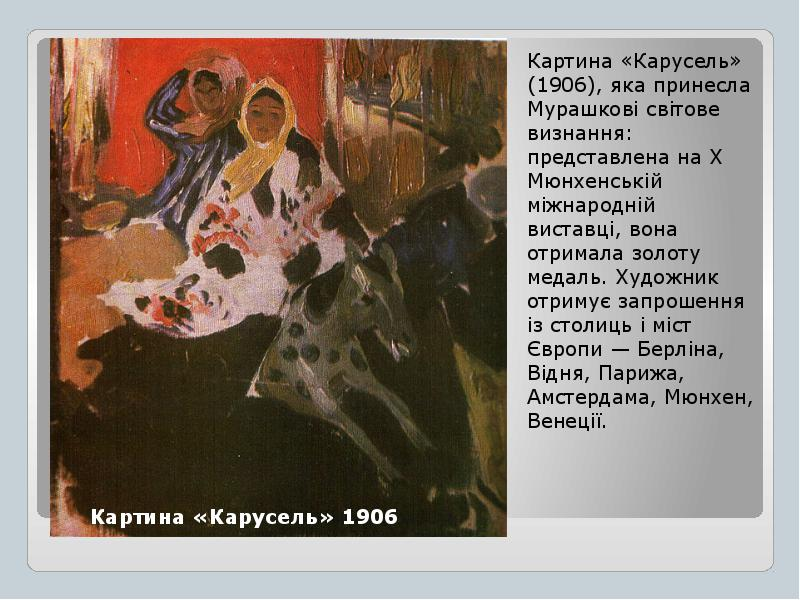 Картина «Карусель»
(1906), яка принесла
Мурашкові світове
визнання:
представлена на Х
Мюнхенській
міжнародній
виставці, вона
отримала золоту
медаль. Художник
отримує запрошення
із столиць і міст
Європи — Берліна,
Відня, Парижа,
Амстердама, Мюнхен,
Венеції.
Картина «Карусель» 1906